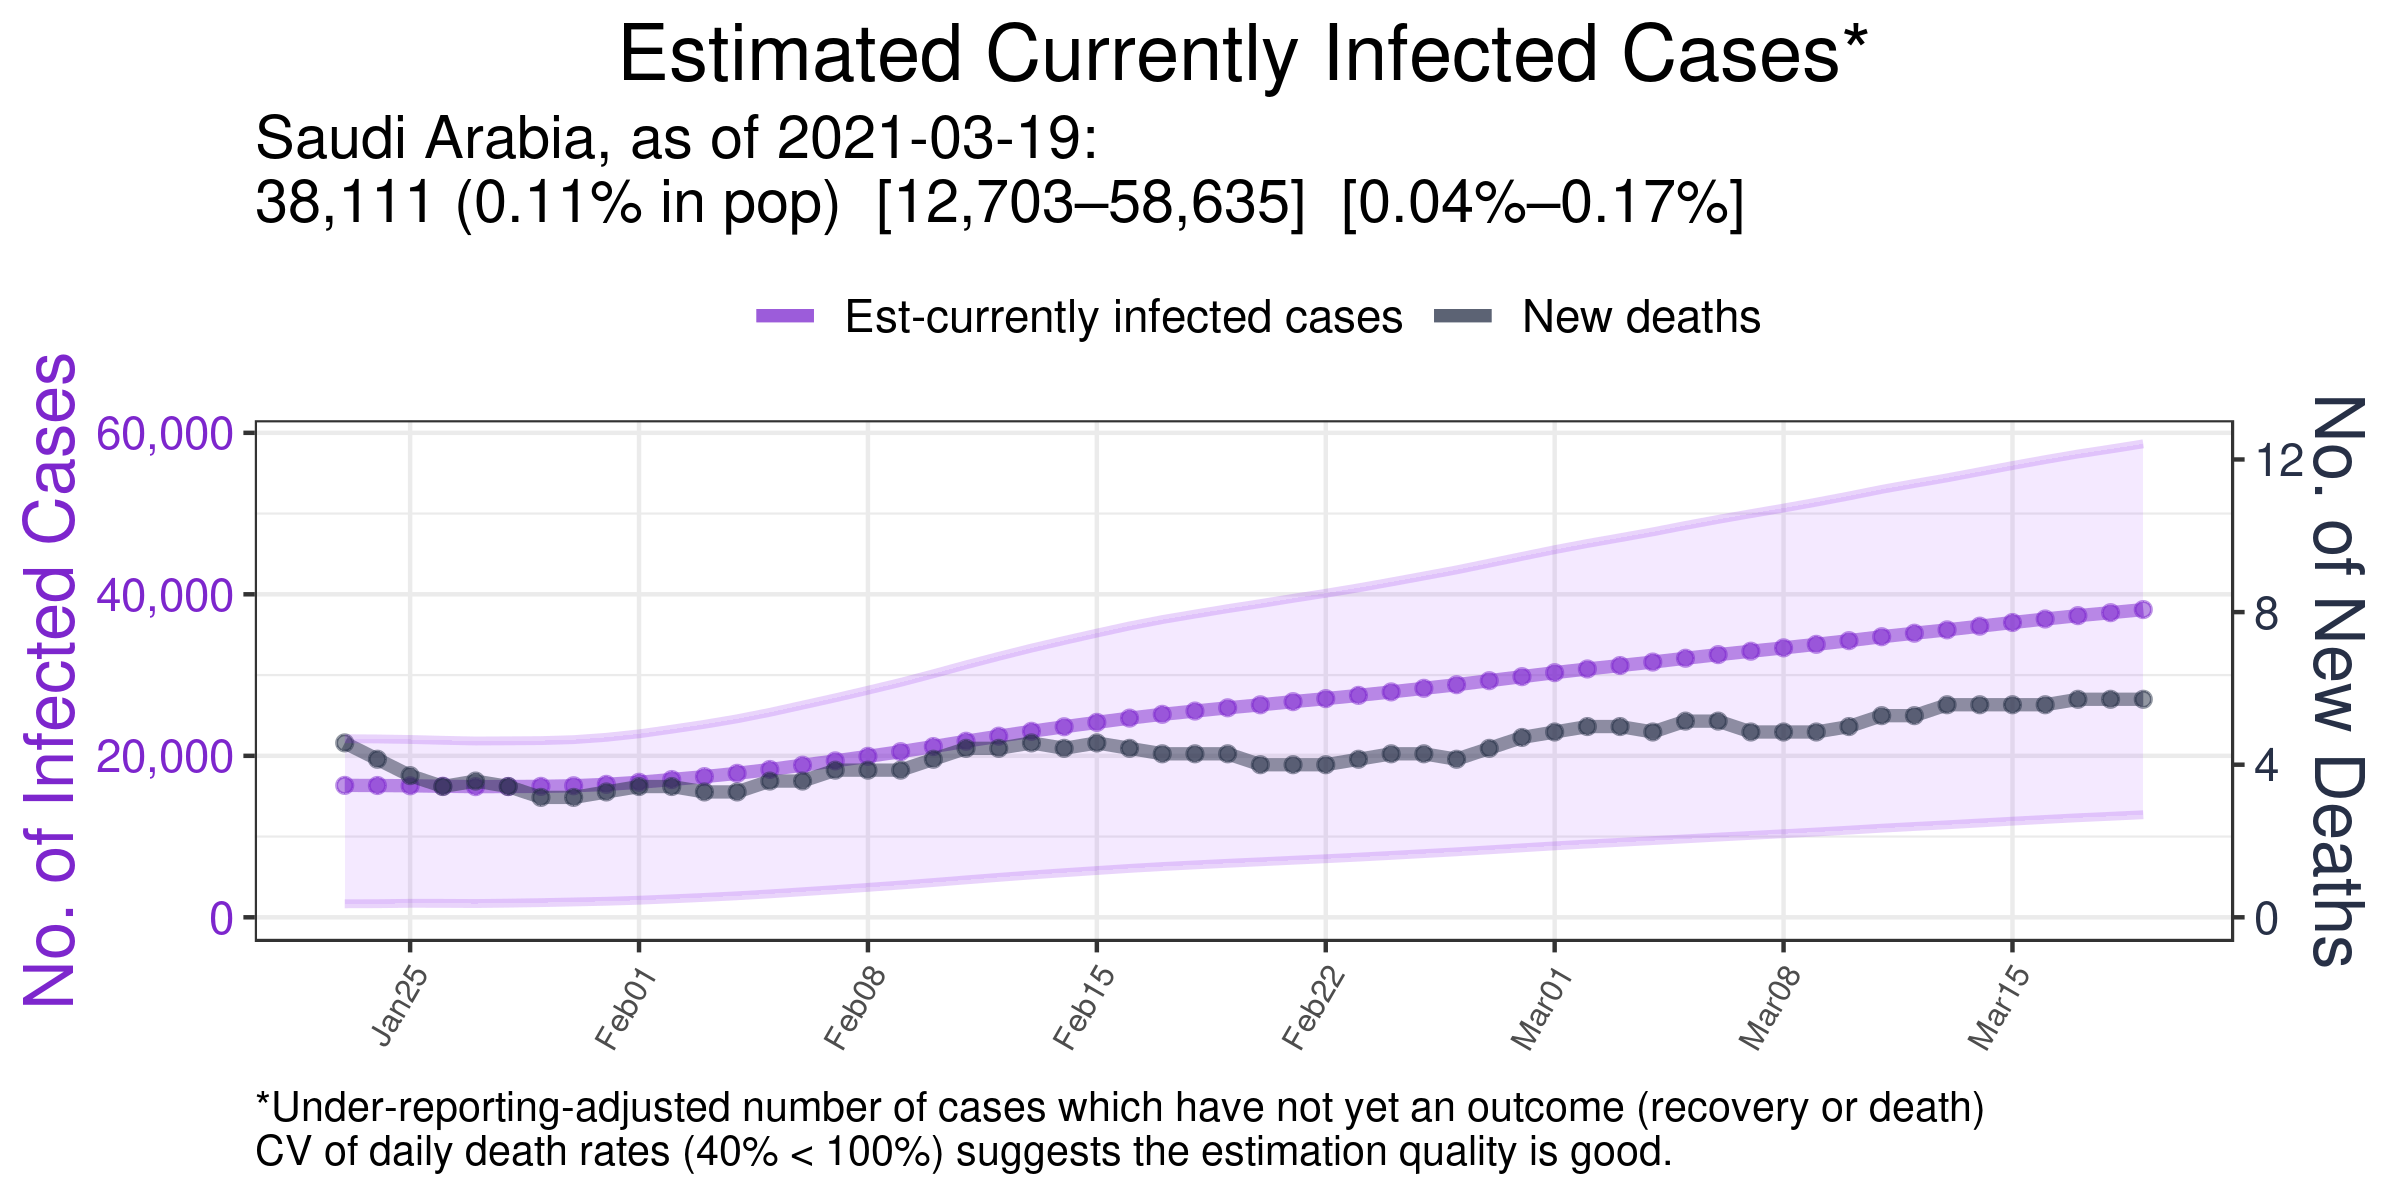 Estimated Currently Infected Cases*
Saudi Arabia, as of 2021-03-19:
38,111 (0.11% in pop)  [12,703–58,635]  [0.04%–0.17%]
Est-currently infected cases
New deaths
No. of Infected Cases
60,000
40,000
20,000
0
12
8
4
0
No. of New Deaths
Jan25
Feb01
Feb08
Feb15
Feb22
Mar01
Mar08
Mar15
*Under-reporting-adjusted number of cases which have not yet an outcome (recovery or death)
CV of daily death rates (40% < 100%) suggests the estimation quality is good.